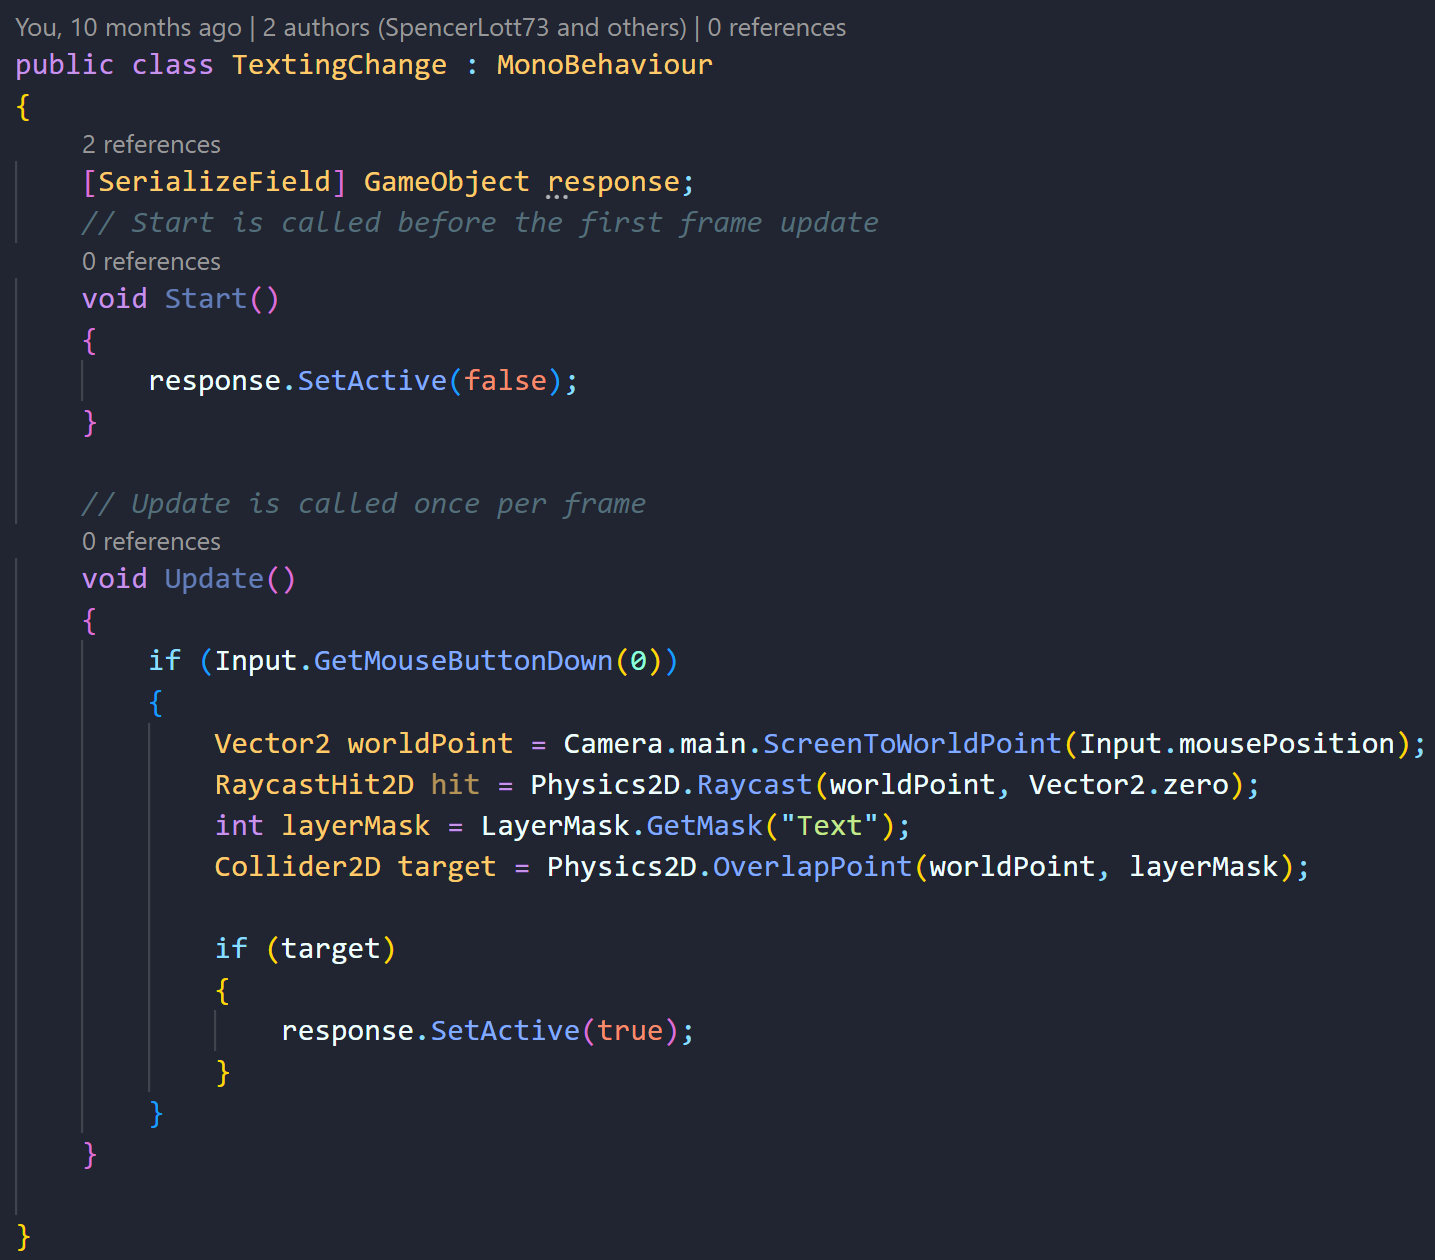 You, 10 months ago | 2 authors (SpencerLott73 and others) | 0 references
public class TextingChange : MonoBehaviour
{
2 references
[SerializeField] GameObject response;
// Start is called before the first frame update
0 references
void Start()
{
response.SetActive(false);
}
// Update is called once per frame
0 references
void Update()
{
if (Input.GetMouseButtonDown(0))
{
Vector2 worldPoint = Camera.main.ScreenToWorldPoint(Input.mousePosition);
RaycastHit2D hit = Physics2D.Raycast(worldPoint, Vector2.zero);
int layerMask = LayerMask.GetMask("Text");
Collider2D target = Physics2D.OverlapPoint(worldPoint, layerMask);
if (target)
{
response.SetActive(true);
}
}
}
}